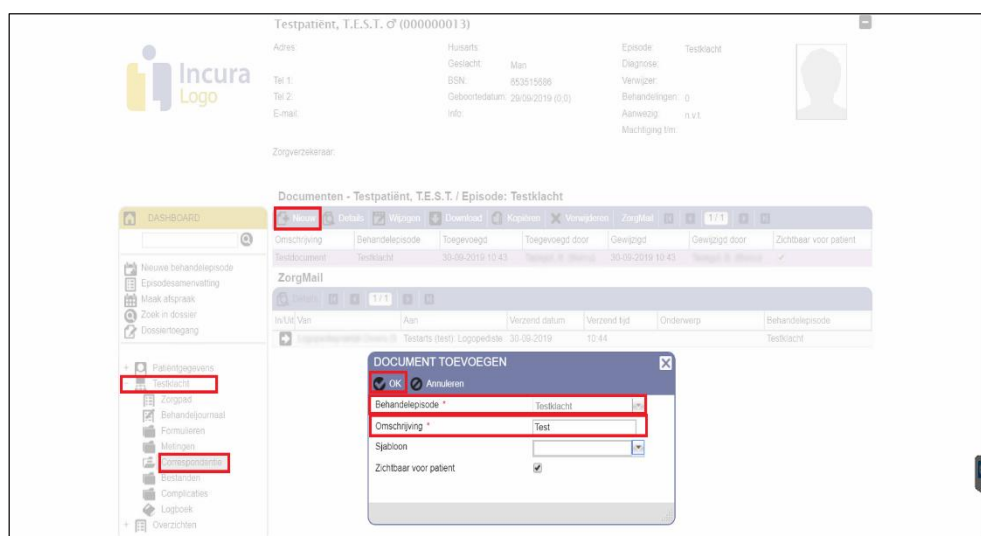 Testpatiënt, T.E.S.T. ♂ (000000013)
Incura
Logo
Adres:
Tel 1:
Tel 2:
E-mail:
Zorgverzekeraar:
Huisarts:
Geslacht: Man
BSN: 653515686
Geboortedatum: 29/09/2019 (0;0)
Info:
Episode: Testklacht
Diagnose:
Verwijzer:
Behandelingen: 0
Aanwezig: n.v.t.
Machtiging t/m:
Documenten - Testpatiënt, T.E.S.T. / Episode: Testklacht
Nieuw Details Wijzigen Download Kopiëren Verwijderen ZorgMail 1/1
Omschrijving Behandelepisode Toegevoegd Toegevoegd door Gewijzigd Gewijzigd door Zichtbaar voor patient
Testdocument Testklacht 30-09-2019 10:43 30-09-2019 10:43
ZorgMail
Details 1/1
In/Uit Van Aan Verzend datum Verzend tijd Onderwerp Behandelepisode
Testarts (test) Logopediste 30-09-2019 10:44 Testklacht
DASHBOARD
Nieuwe behandelepisode
Episodesamenvatting
Maak afspraak
Zoek in dossier
Dossiertoegang
+ Patiëntgegevens
- Testklacht
Zorgpad
Behandeljournaal
Formulieren
Metingen
Correspondentie
Bestanden
Complicaties
Logboek
+ Overzichten
DOCUMENT TOEVOEGEN
OK Annuleren
Behandelepisode * Testklacht
Omschrijving * Test
Sjabloon
Zichtbaar voor patient